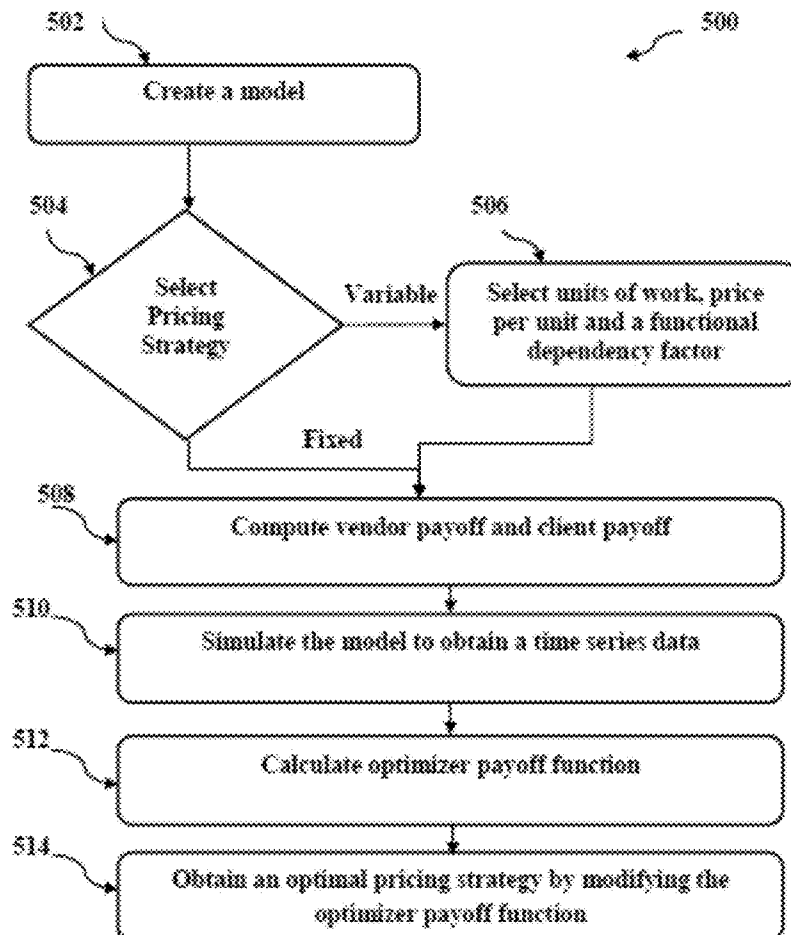 502
500
Create a model
504
506
Select
Pricing
Strategy
Variable
Select units of work, price
per unit and a functional
dependency factor
Fixed
508
Compute vendor payoff and client payoff
510
Simulate the model to obtain a time series data
512
Calculate optimizer payoff function
514
Obtain an optimal pricing strategy by modifying the
optimizer payoff function